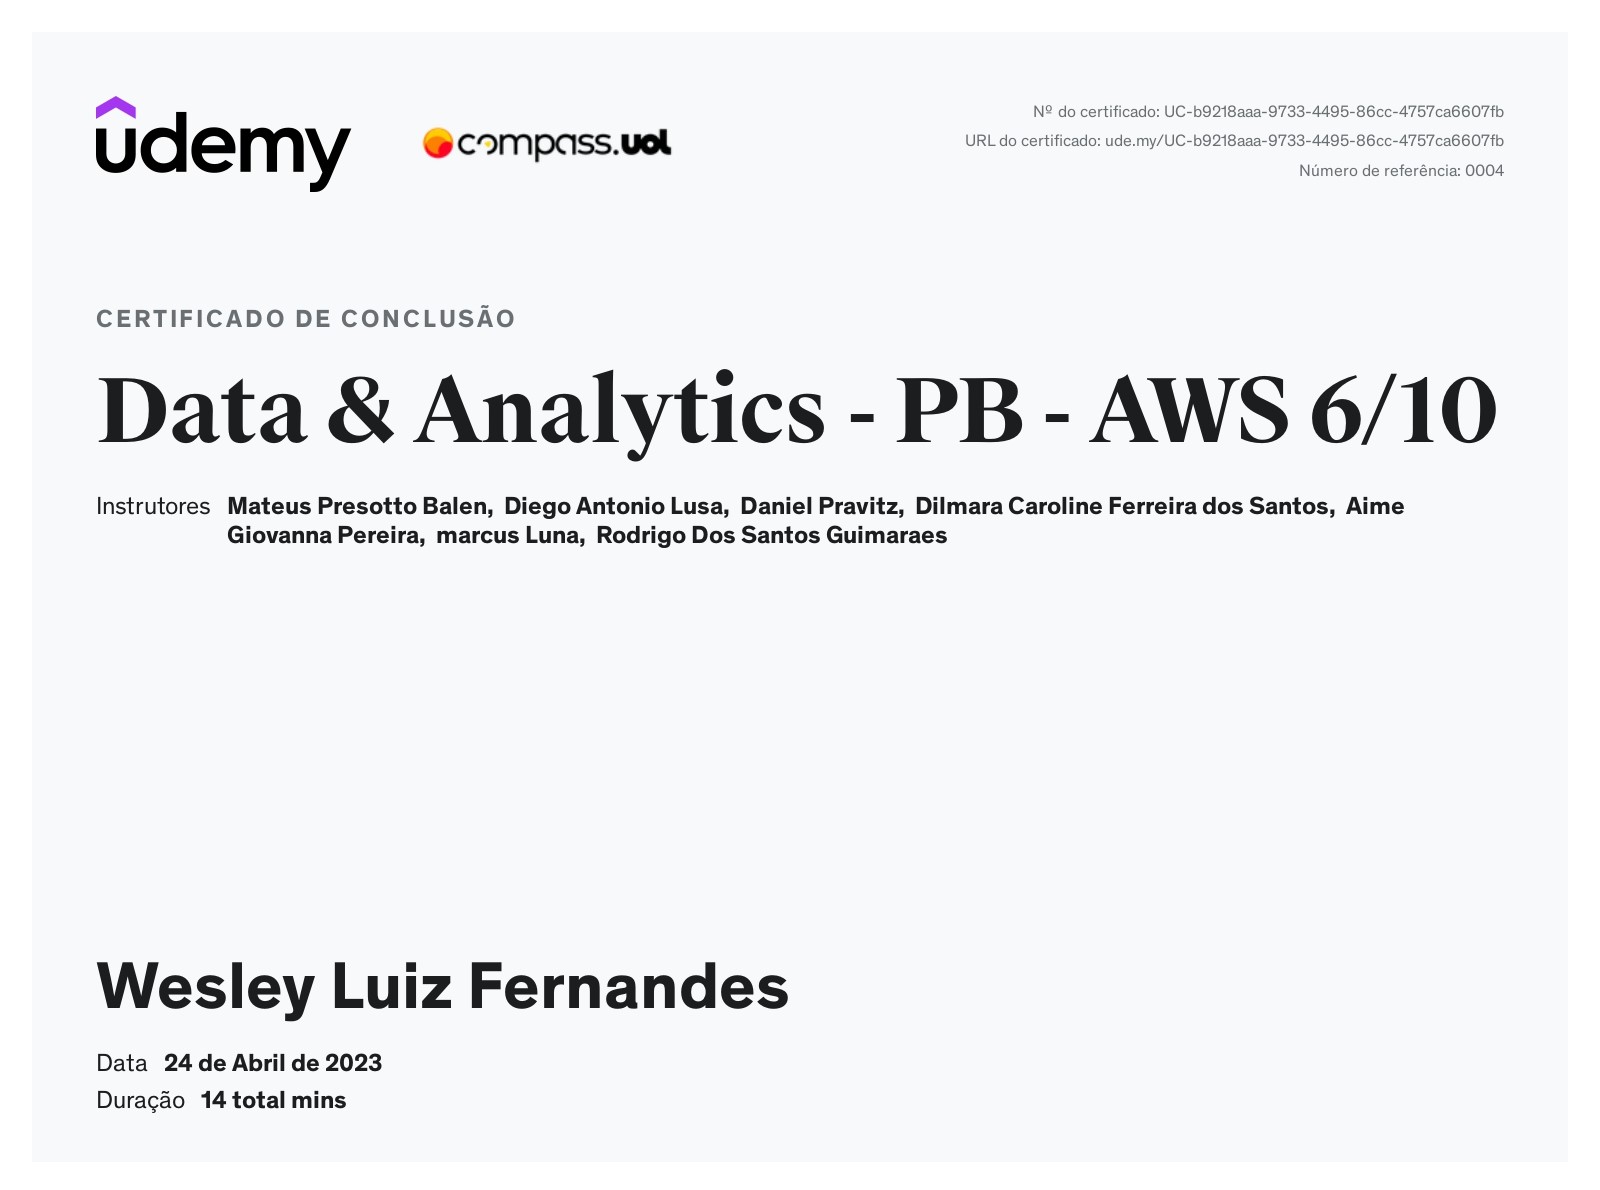 udemy
compass.uol
Nº do certificado: UC-b9218aaa-9733-4495-86cc-4757ca6607fb
URL do certificado: ude.my/UC-b9218aaa-9733-4495-86cc-4757ca6607fb
Número de referência: 0004
CERTIFICADO DE CONCLUSÃO
Data & Analytics - PB - AWS 6/10
Instrutores Mateus Presotto Balen, Diego Antonio Lusa, Daniel Pravitz, Dilmara Caroline Ferreira dos Santos, Aime
Giovanna Pereira, marcus Luna, Rodrigo Dos Santos Guimaraes
Wesley Luiz Fernandes
Data 24 de Abril de 2023
Duração 14 total mins